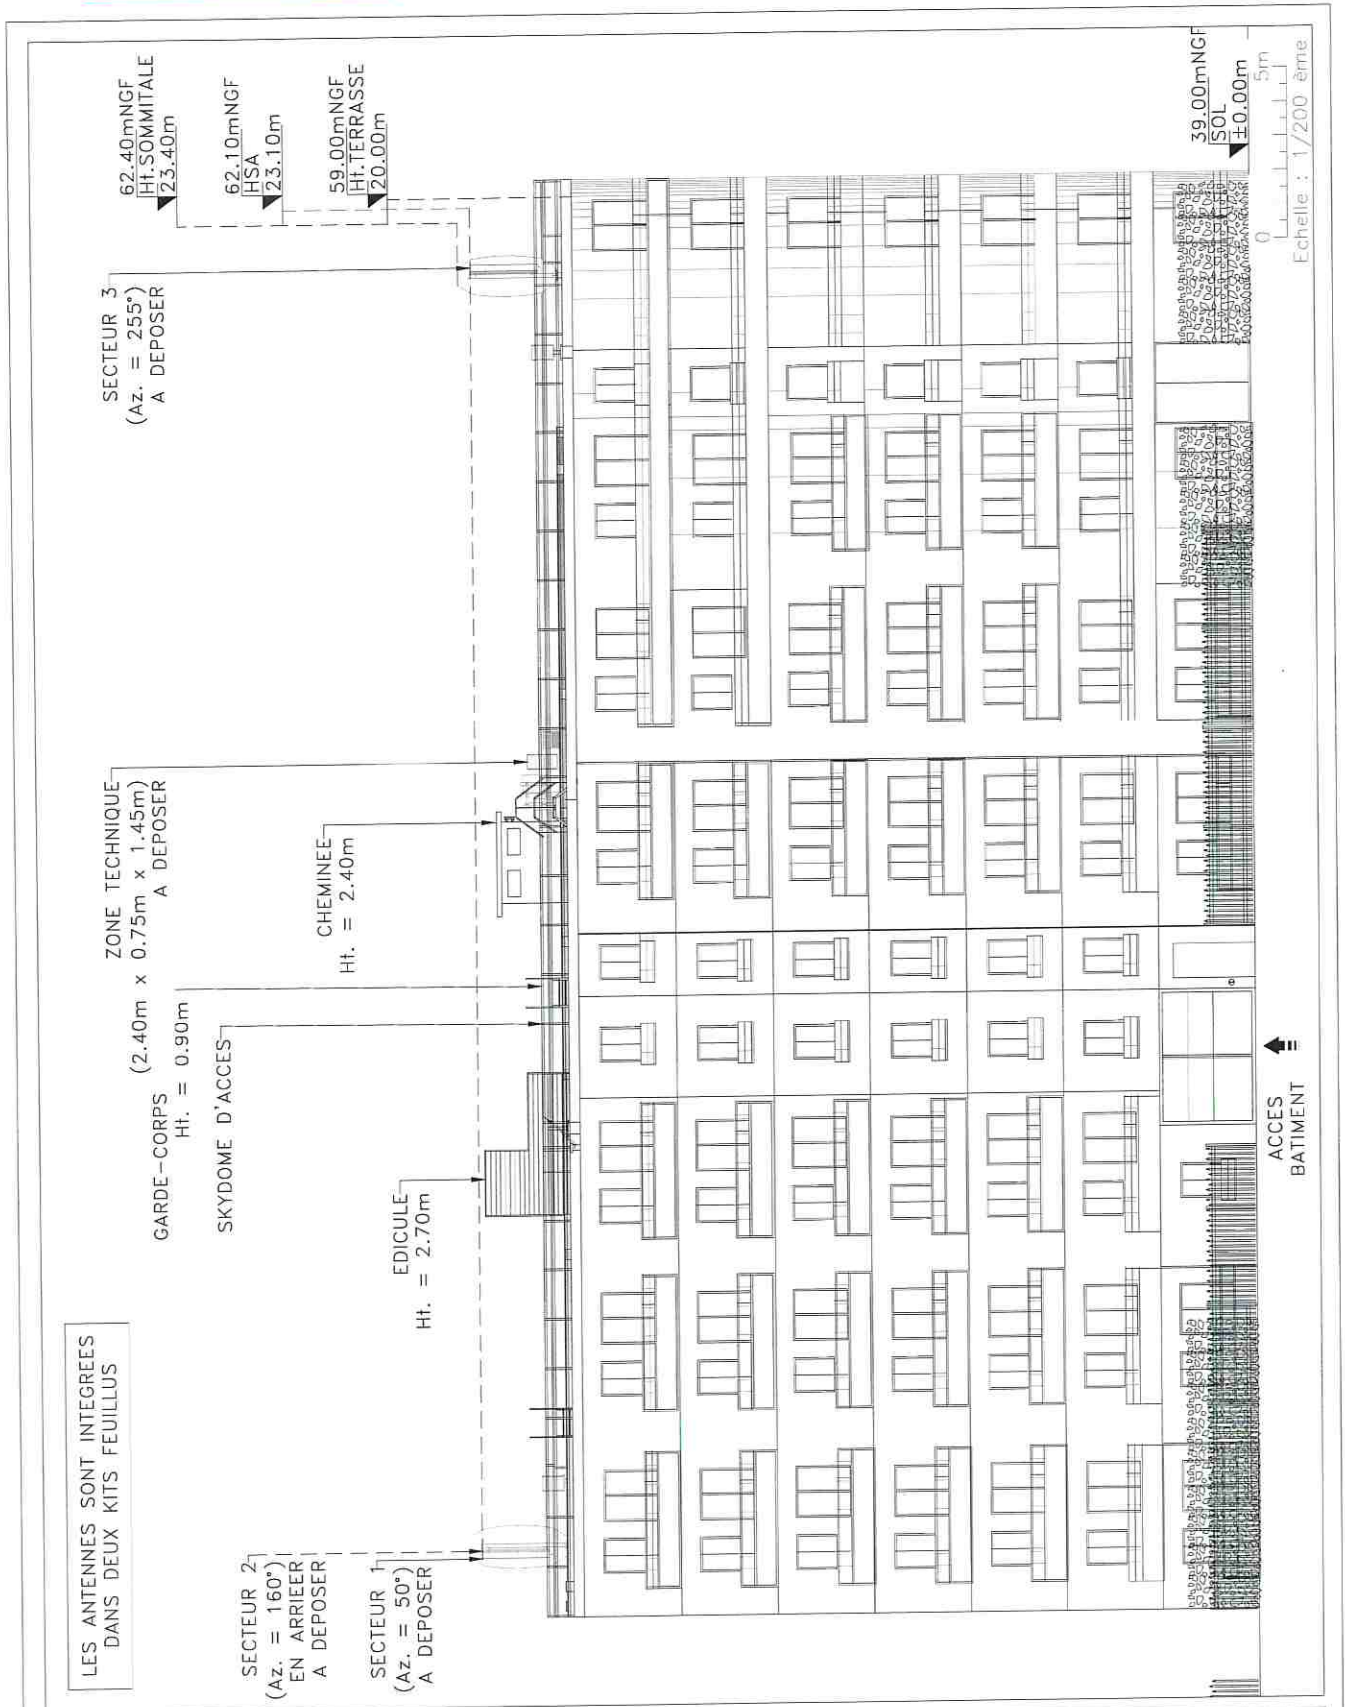 LES ANTENNES SONT INTEGREES
DANS DEUX KITS FEUILLUS
SECTEUR 2
(Az. = 160°)
EN ARRIEER
A DEPOSER
SECTEUR 1
(Az. = 50°)
A DEPOSER
EDICULE
Ht. = 2.70m
SKYDOME D'ACCES
GARDE-CORPS
Ht. = 0.90m
ZONE TECHNIQUE
(2.40m x 0.75m x 1.45m)
A DEPOSER
CHEMINEE
Ht. = 2.40m
SECTEUR 3
(Az. = 255°)
A DEPOSER
62.40mNGF
Ht.SOMMITALE
23.40m
62.10mNGF
HSA
23.10m
59.00mNGF
Ht.TERRASSE
20.00m
39.00mNGF
SOL
±0.00m
ACCES
BATIMENT
0 5m
Echelle : 1/200 ème